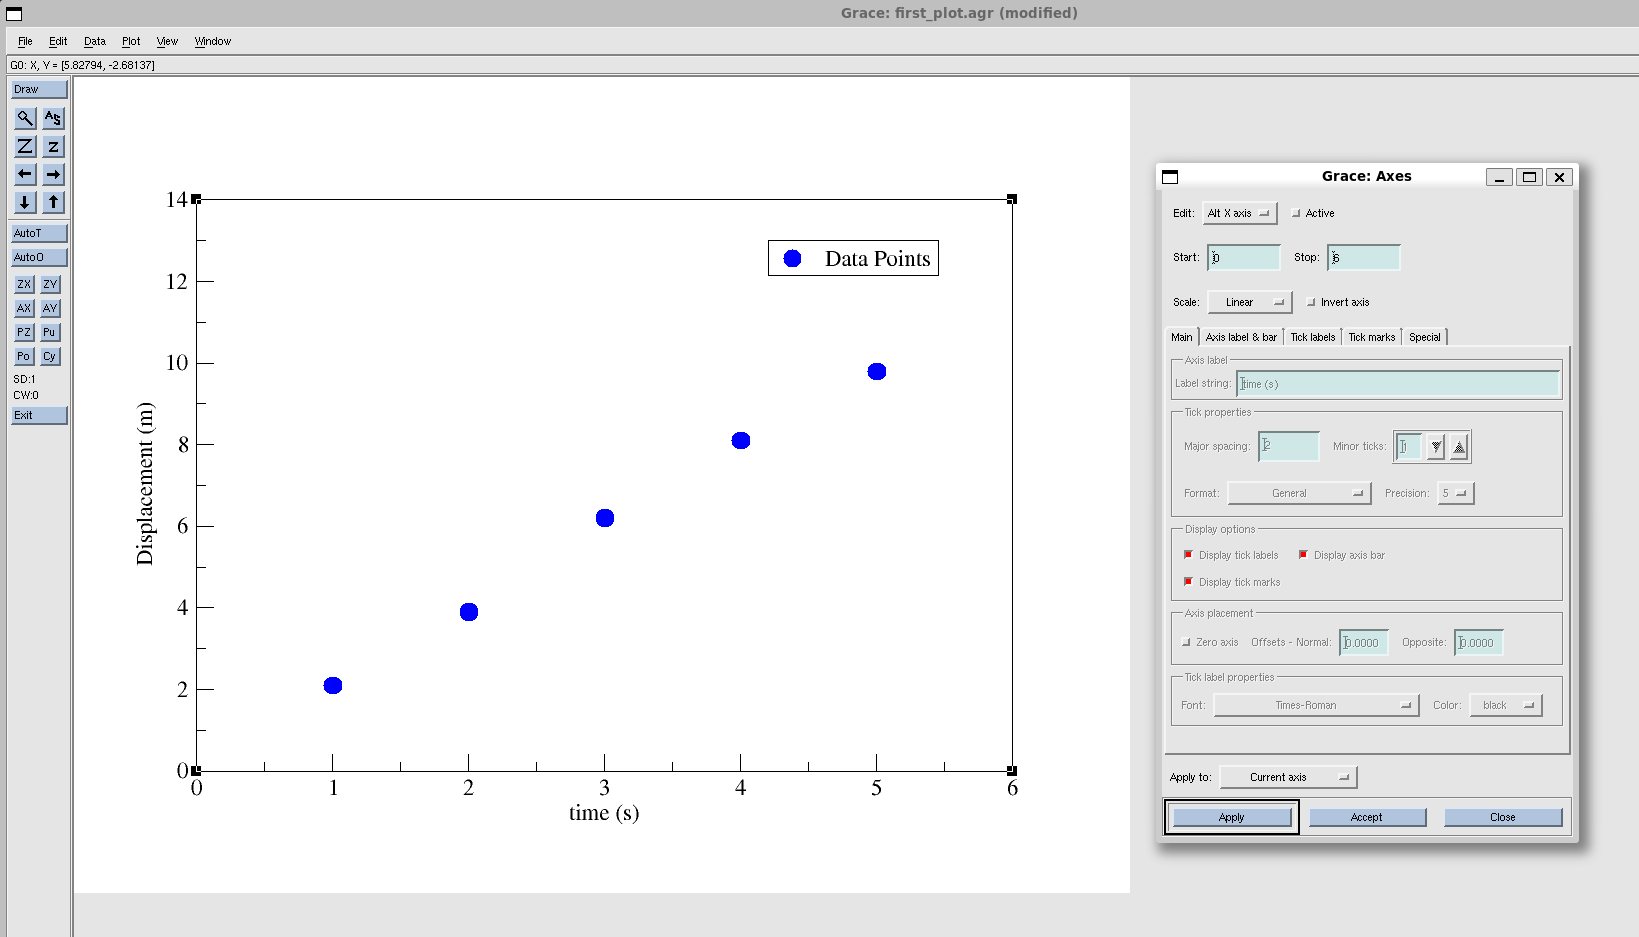 Grace: first_plot.agr (modified)
File Edit Data Plot View Window
G0: X, Y = [5.82794, -2.68137]
Draw
A S
Z z
AutoT
AutoO
ZX ZY
AX AY
PZ Pu
Po Cy
SD:1
CW:0
Exit
14
12
10
8
6
4
2
0
Displacement (m)
Data Points
0 1 2 3 4 5 6
time (s)
Grace: Axes
Edit: Alt X axis Active
Start: 0 Stop: 6
Scale: Linear Invert axis
Main Axis label & bar Tick labels Tick marks Special
Axis label
Label string: time (s)
Tick properties
Major spacing: 2 Minor ticks: 1
Format: General Precision: 5
Display options
Display tick labels Display axis bar
Display tick marks
Axis placement
Zero axis Offsets - Normal: 0.0000 Opposite: 0.0000
Tick label properties
Font: Times-Roman Color: black
Apply to: Current axis
Apply Accept Close